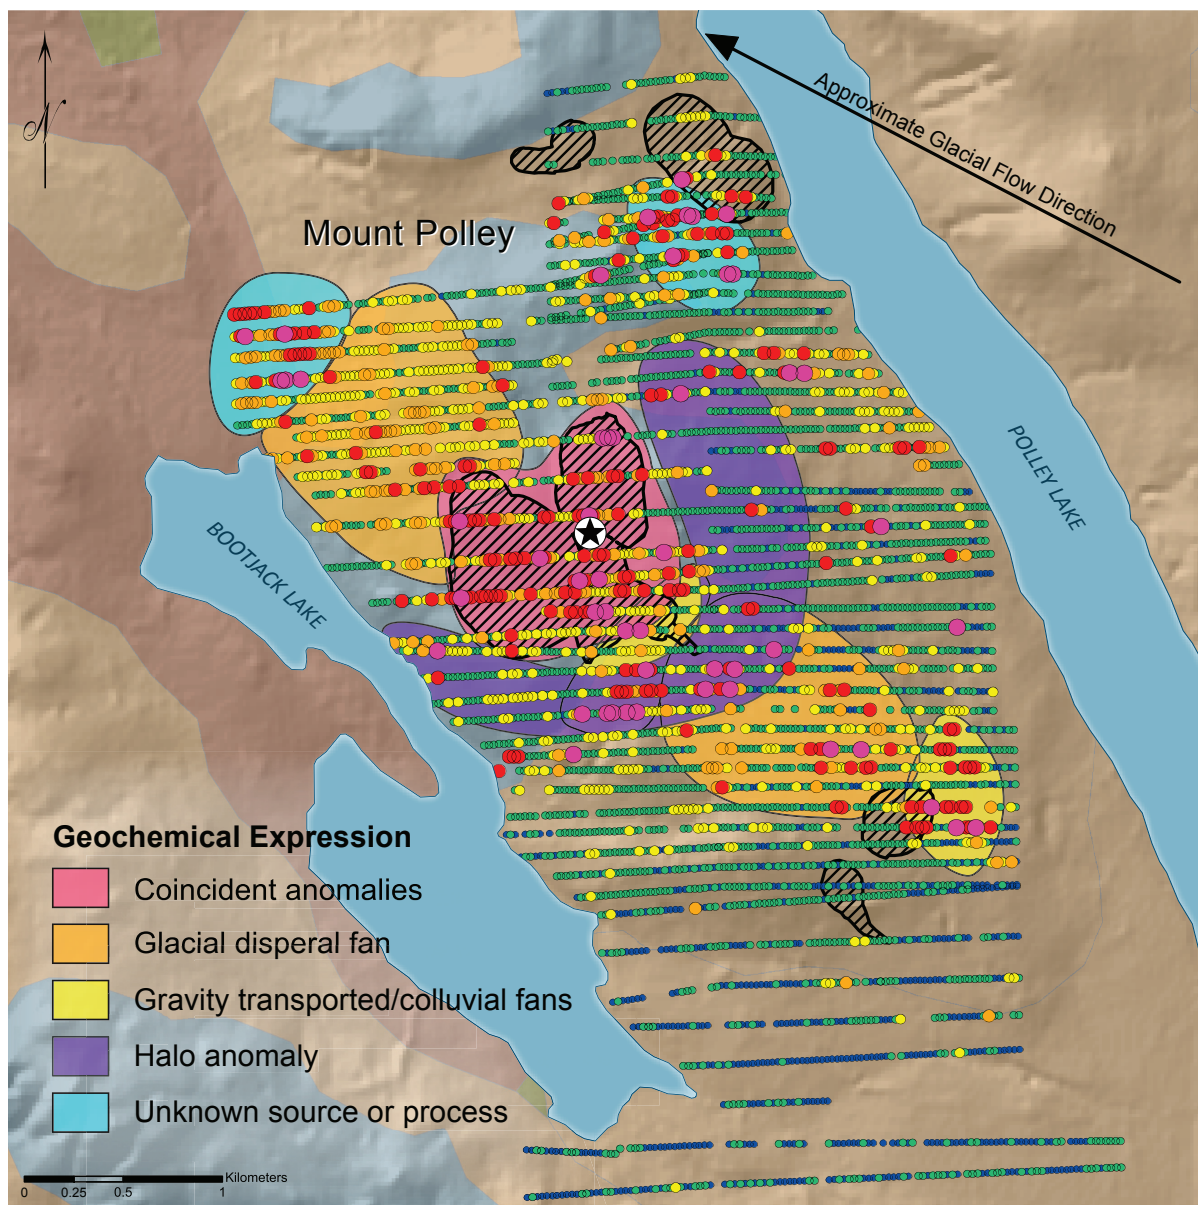 Approximate Glacial Flow Direction
N
Mount Polley
POLLEY LAKE
BOOTJACK LAKE
Geochemical Expression
Coincident anomalies
Glacial disperal fan
Gravity transported/colluvial fans
Halo anomaly
Unknown source or process
Kilometers
0 0.25 0.5 1